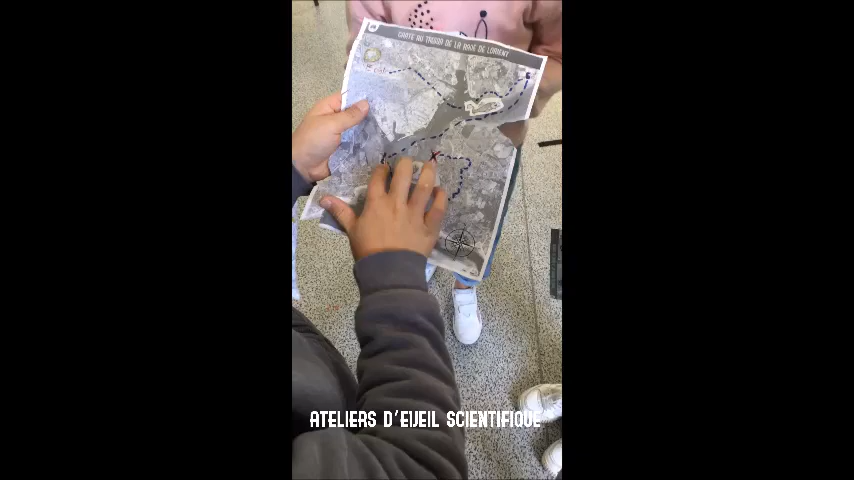 CARTE AU TRESOR DE LA RADE DE LORIENT
ATELIERS D'EVEIL SCIENTIFIQUE